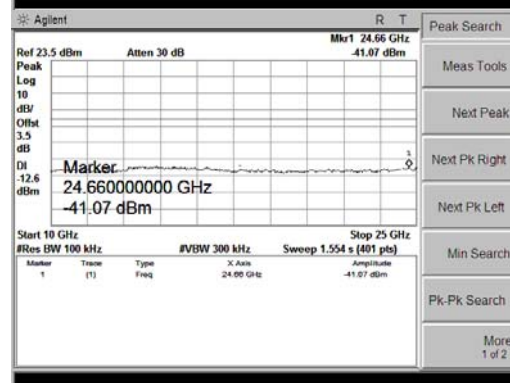 Agilent R T
Mkr1 24.66 GHz
Ref 23.5 dBm Atten 30 dB -41.07 dBm
Peak
Log
10
dB/
Offst
3.5
dB
DI
-12.6
dBm
1
Marker
24.660000000 GHz
-41.07 dBm
Start 10 GHz Stop 25 GHz
#Res BW 100 kHz #VBW 300 kHz Sweep 1.554 s (401 pts)
Marker Trace Type X Axis Amplitude
1 (1) Freq 24.66 GHz -41.07 dBm
Peak Search
Meas Tools
Next Peak
Next Pk Right
Next Pk Left
Min Search
Pk-Pk Search
More
1 of 2